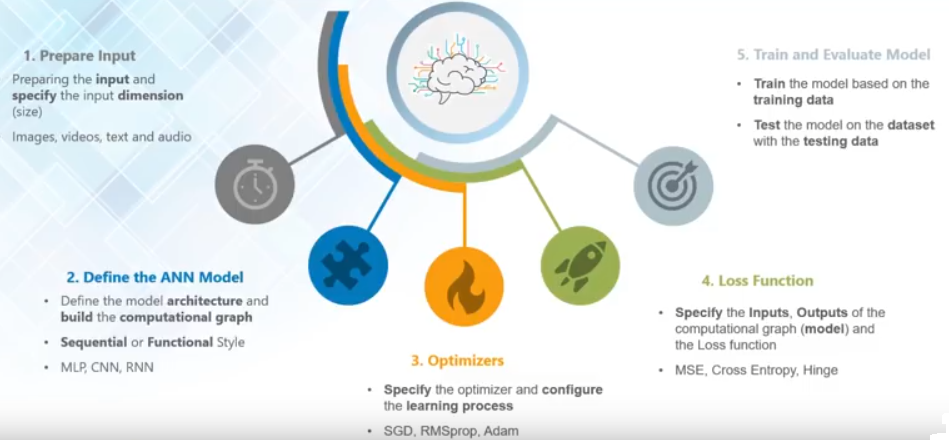 1. Prepare Input
Preparing the input and
specify the input dimension
(size)
Images, videos, text and audio
2. Define the ANN Model
• Define the model architecture and
build the computational graph
• Sequential or Functional Style
• MLP, CNN, RNN
3. Optimizers
• Specify the optimizer and configure
the learning process
• SGD, RMSprop, Adam
4. Loss Function
• Specify the Inputs, Outputs of the
computational graph (model) and
the Loss function
• MSE, Cross Entropy, Hinge
5. Train and Evaluate Model
• Train the model based on the
training data
• Test the model on the dataset
with the testing data